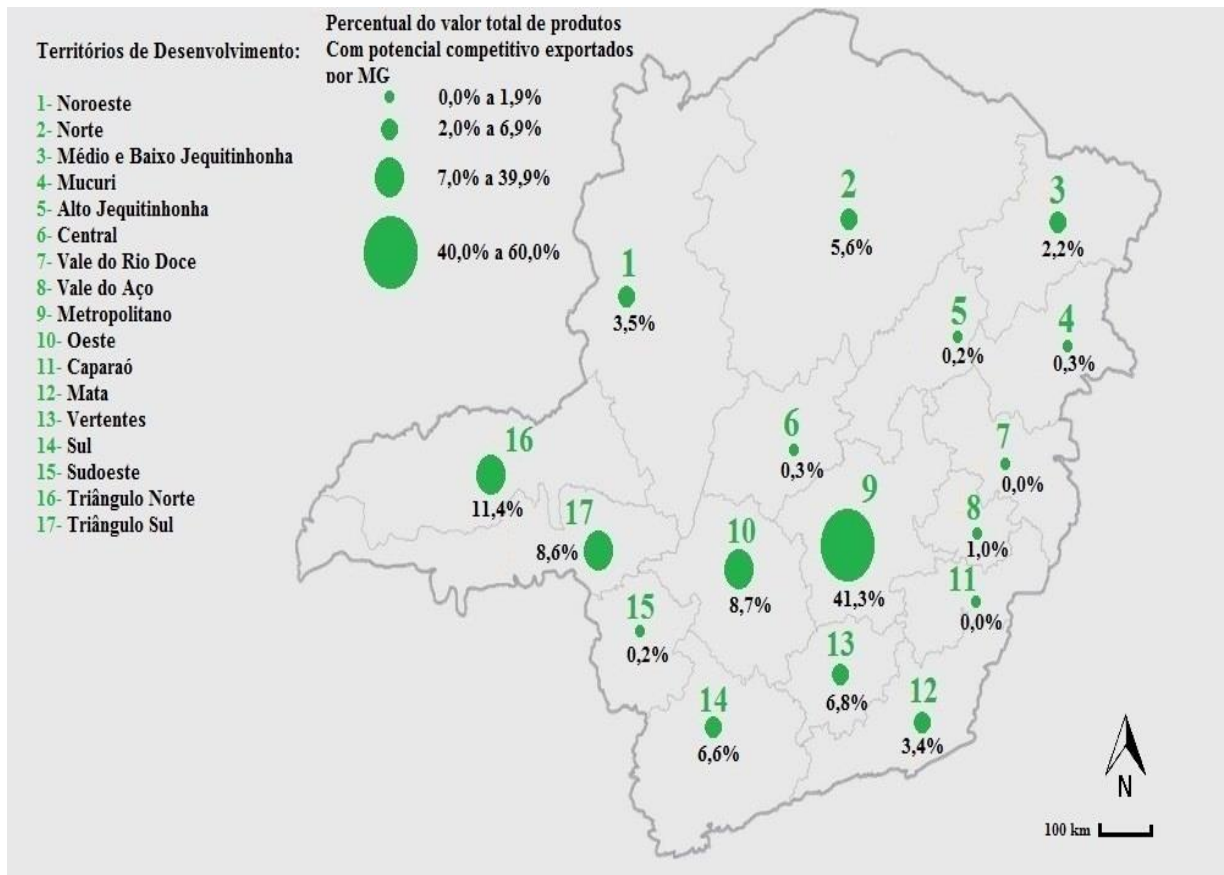 Territórios de Desenvolvimento:
1- Noroeste
2- Norte
3- Médio e Baixo Jequitinhonha
4- Mucuri
5- Alto Jequitinhonha
6- Central
7- Vale do Rio Doce
8- Vale do Aço
9- Metropolitano
10- Oeste
11- Caparaó
12- Mata
13- Vertentes
14- Sul
15- Sudoeste
16- Triângulo Norte
17- Triângulo Sul
Percentual do valor total de produtos
Com potencial competitivo exportados
por MG
0,0% a 1,9%
2,0% a 6,9%
7,0% a 39,9%
40,0% a 60,0%
1
3,5%
2
5,6%
3
2,2%
4
0,3%
5
0,2%
6
0,3%
7
0,0%
8
1,0%
9
41,3%
10
8,7%
11
0,0%
12
3,4%
13
6,8%
14
6,6%
15
0,2%
16
11,4%
17
8,6%
N
100 km